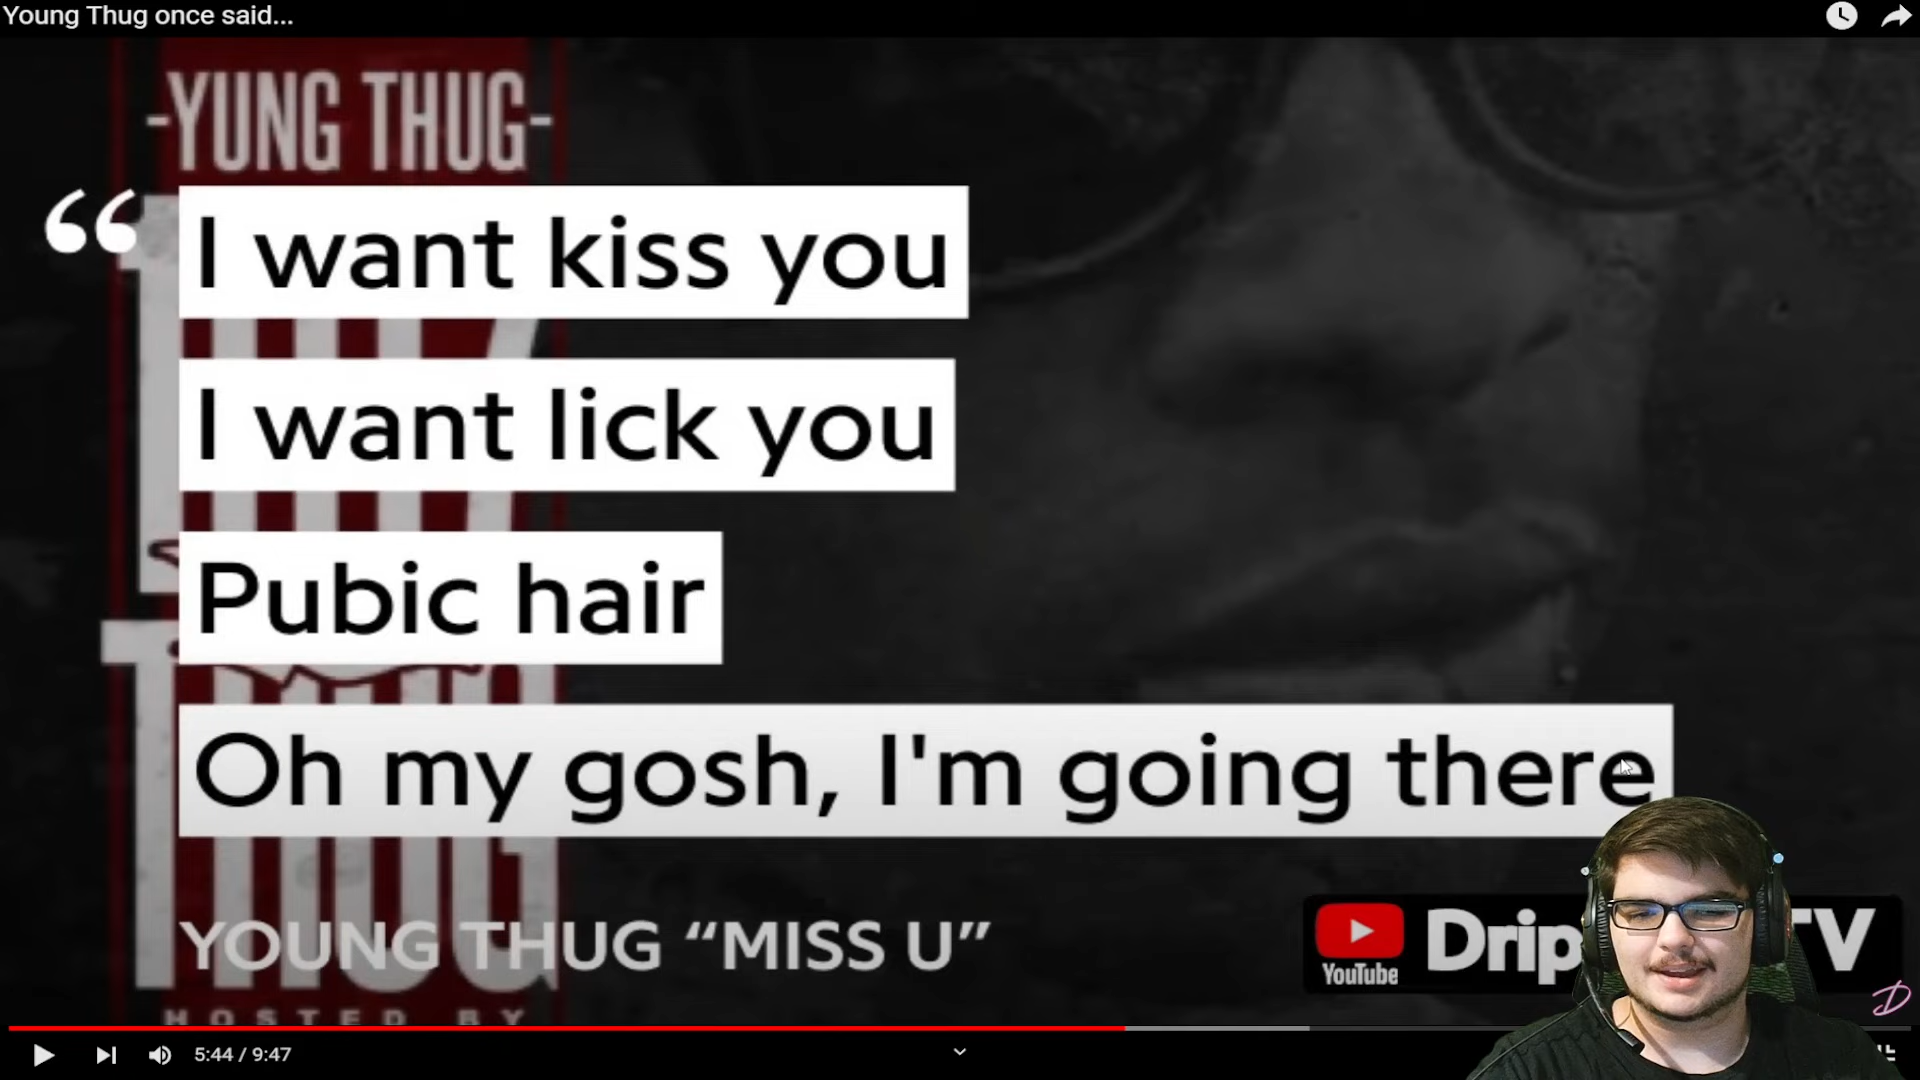 Young Thug once said...
-YUNG THUG-
“ I want kiss you
I want lick you
Pubic hair
Oh my gosh, I'm going there
THUG
YOUNG THUG “MISS U”
YouTube
Drip
TV
HOSTED BY
5:44 / 9:47